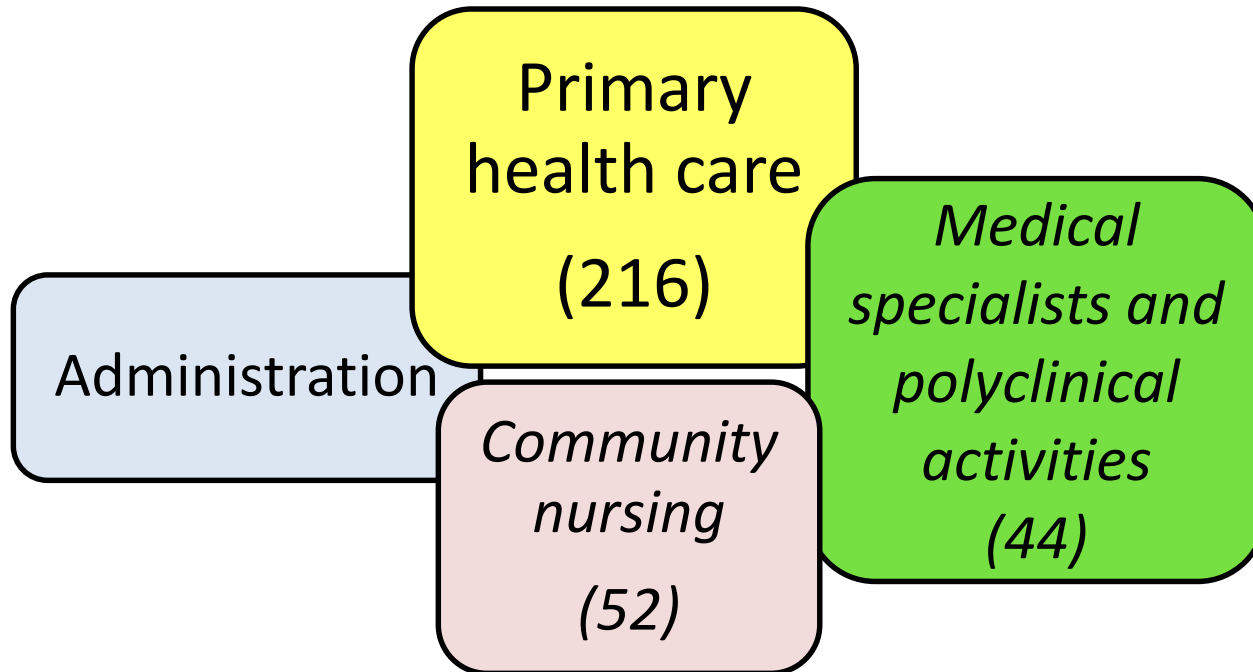 Primary
health care
(216)
Administration
Medical
specialists and
polyclinical
activities
(44)
Community
nursing
(52)